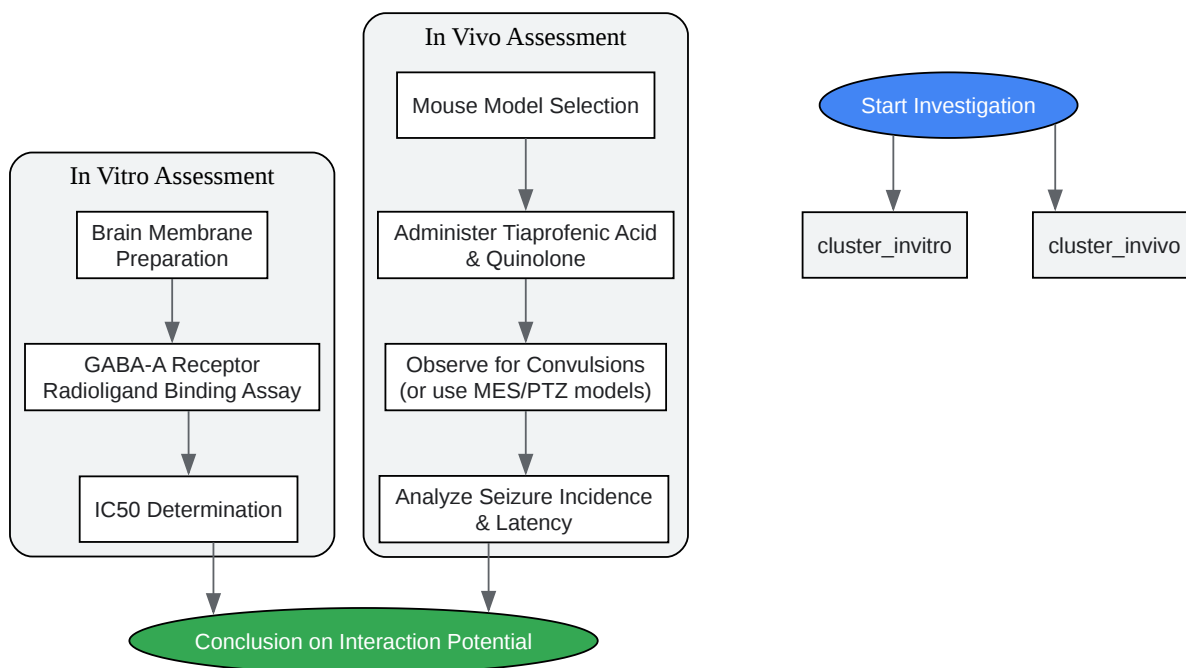 In Vitro Assessment
Brain Membrane
Preparation
GABA-A Receptor
Radioligand Binding Assay
IC50 Determination
In Vivo Assessment
Mouse Model Selection
Administer Tiaprofenic Acid
& Quinolone
Observe for Convulsions
(or use MES/PTZ models)
Analyze Seizure Incidence
& Latency
Conclusion on Interaction Potential
Start Investigation
cluster_invitro
cluster_invivo